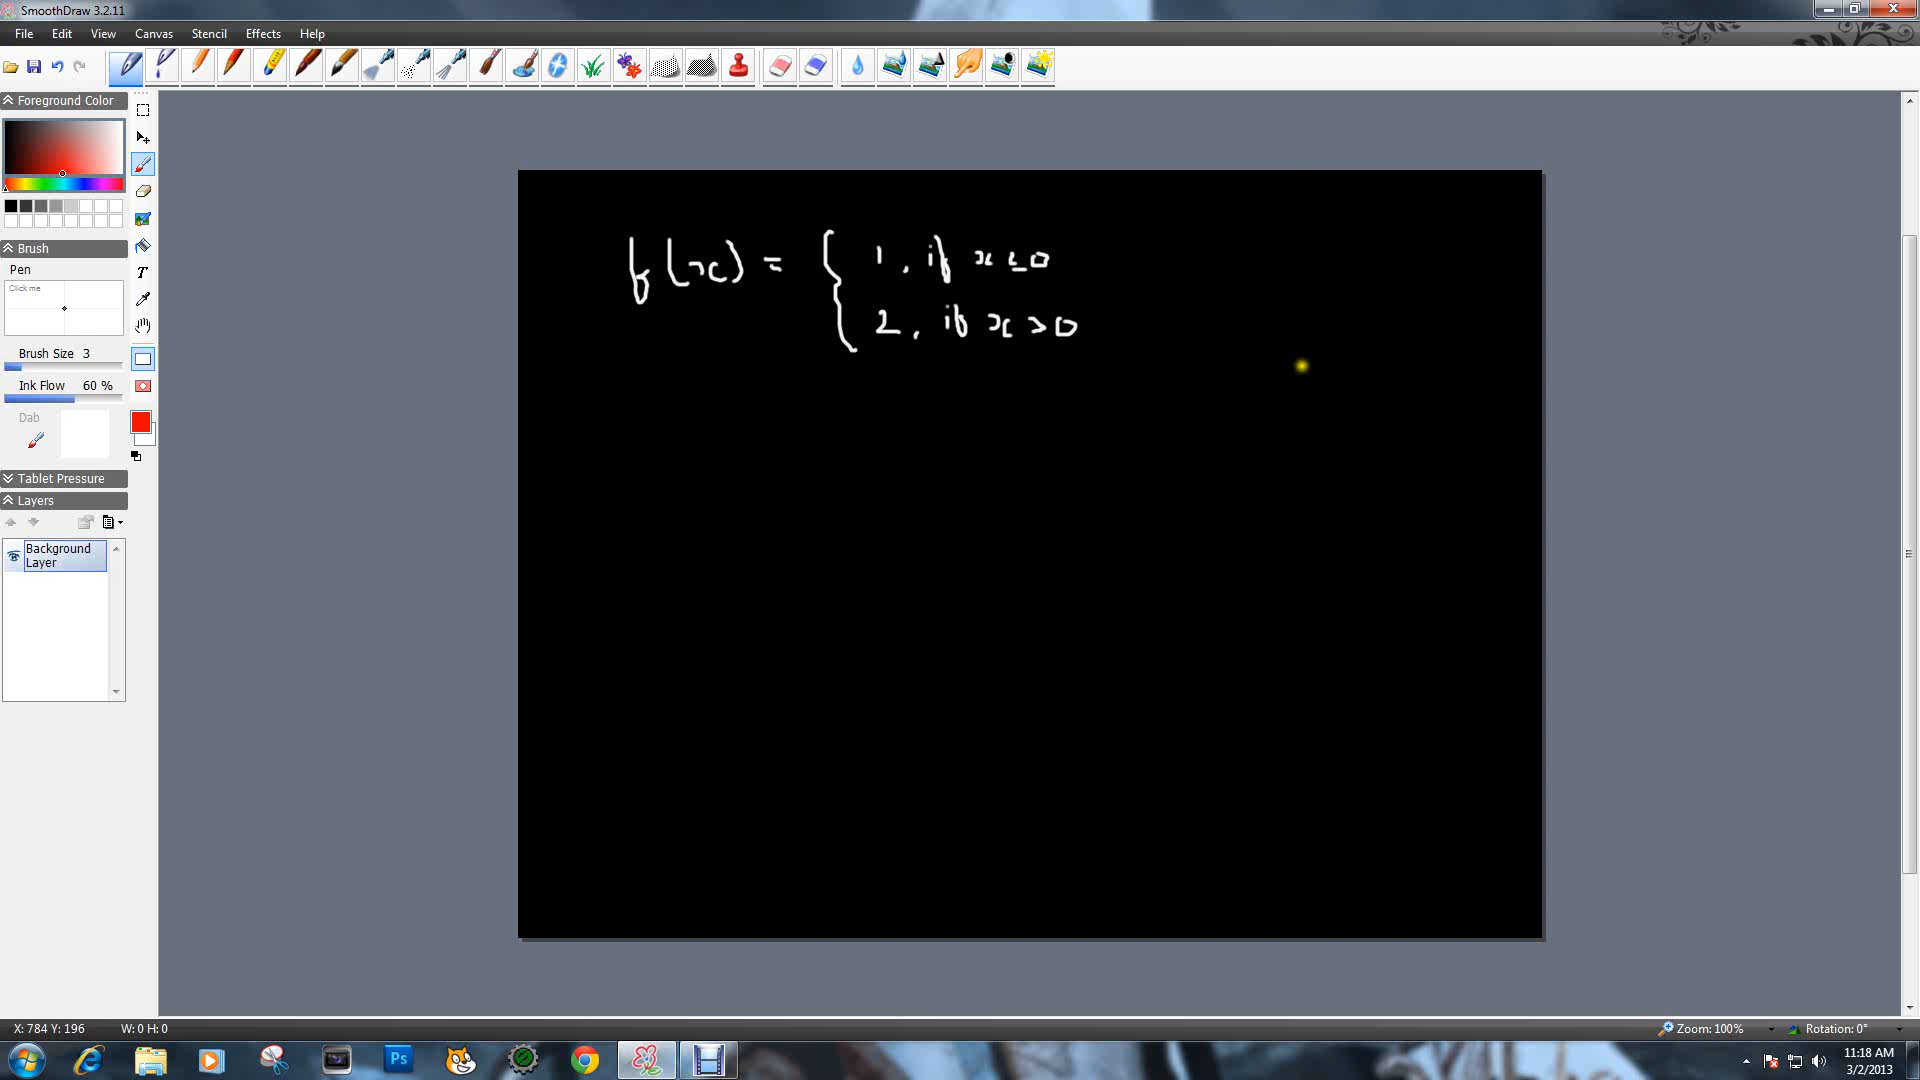 SmoothDraw 3.2.11
File Edit View Canvas Stencil Effects Help
Foreground Color
Brush
Pen
Click me
Brush Size 3
Ink Flow 60 %
Dab
Tablet Pressure
Layers
Background
Layer
f(x) = { 1, if x ≤ 0
2, if x > 0
X: 784 Y: 196 W: 0 H: 0
Zoom: 100% Rotation: 0°
Ps
11:18 AM
3/2/2013